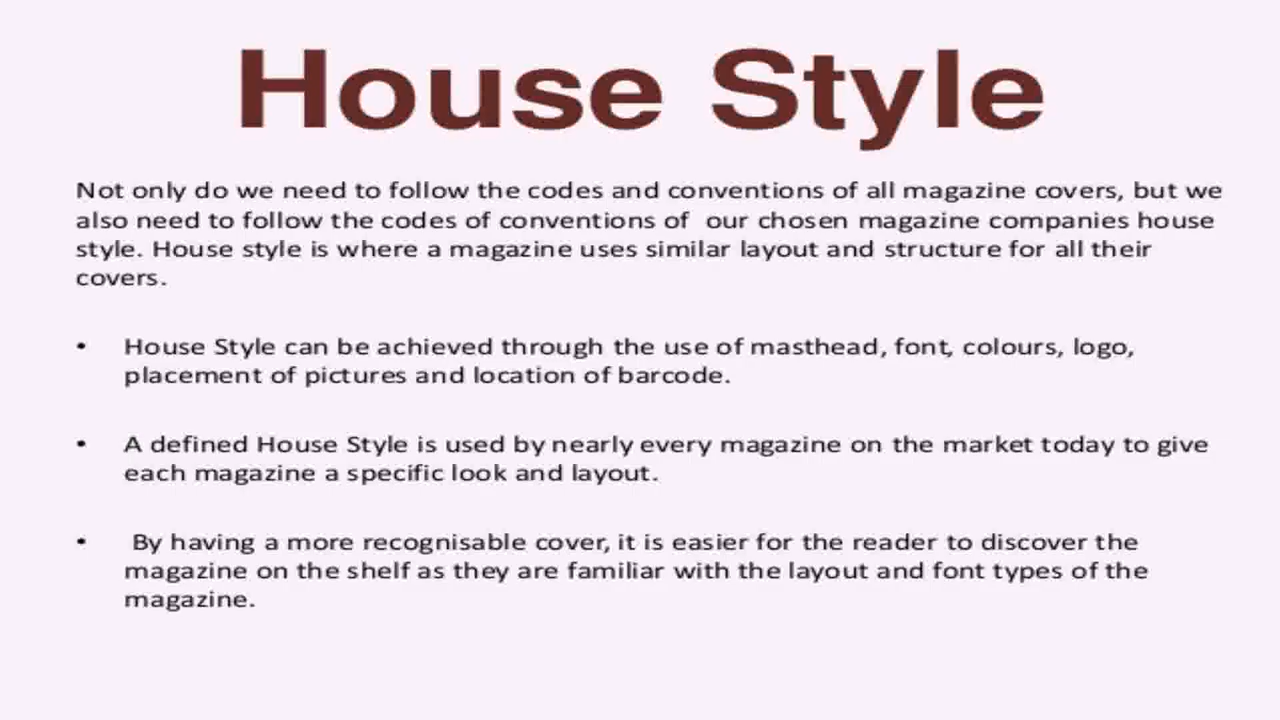 House Style
Not only do we need to follow the codes and conventions of all magazine covers, but we
also need to follow the codes of conventions of our chosen magazine companies house
style. House style is where a magazine uses similar layout and structure for all their
covers.
• House Style can be achieved through the use of masthead, font, colours, logo,
placement of pictures and location of barcode.
• A defined House Style is used by nearly every magazine on the market today to give
each magazine a specific look and layout.
• By having a more recognisable cover, it is easier for the reader to discover the
magazine on the shelf as they are familiar with the layout and font types of the
magazine.